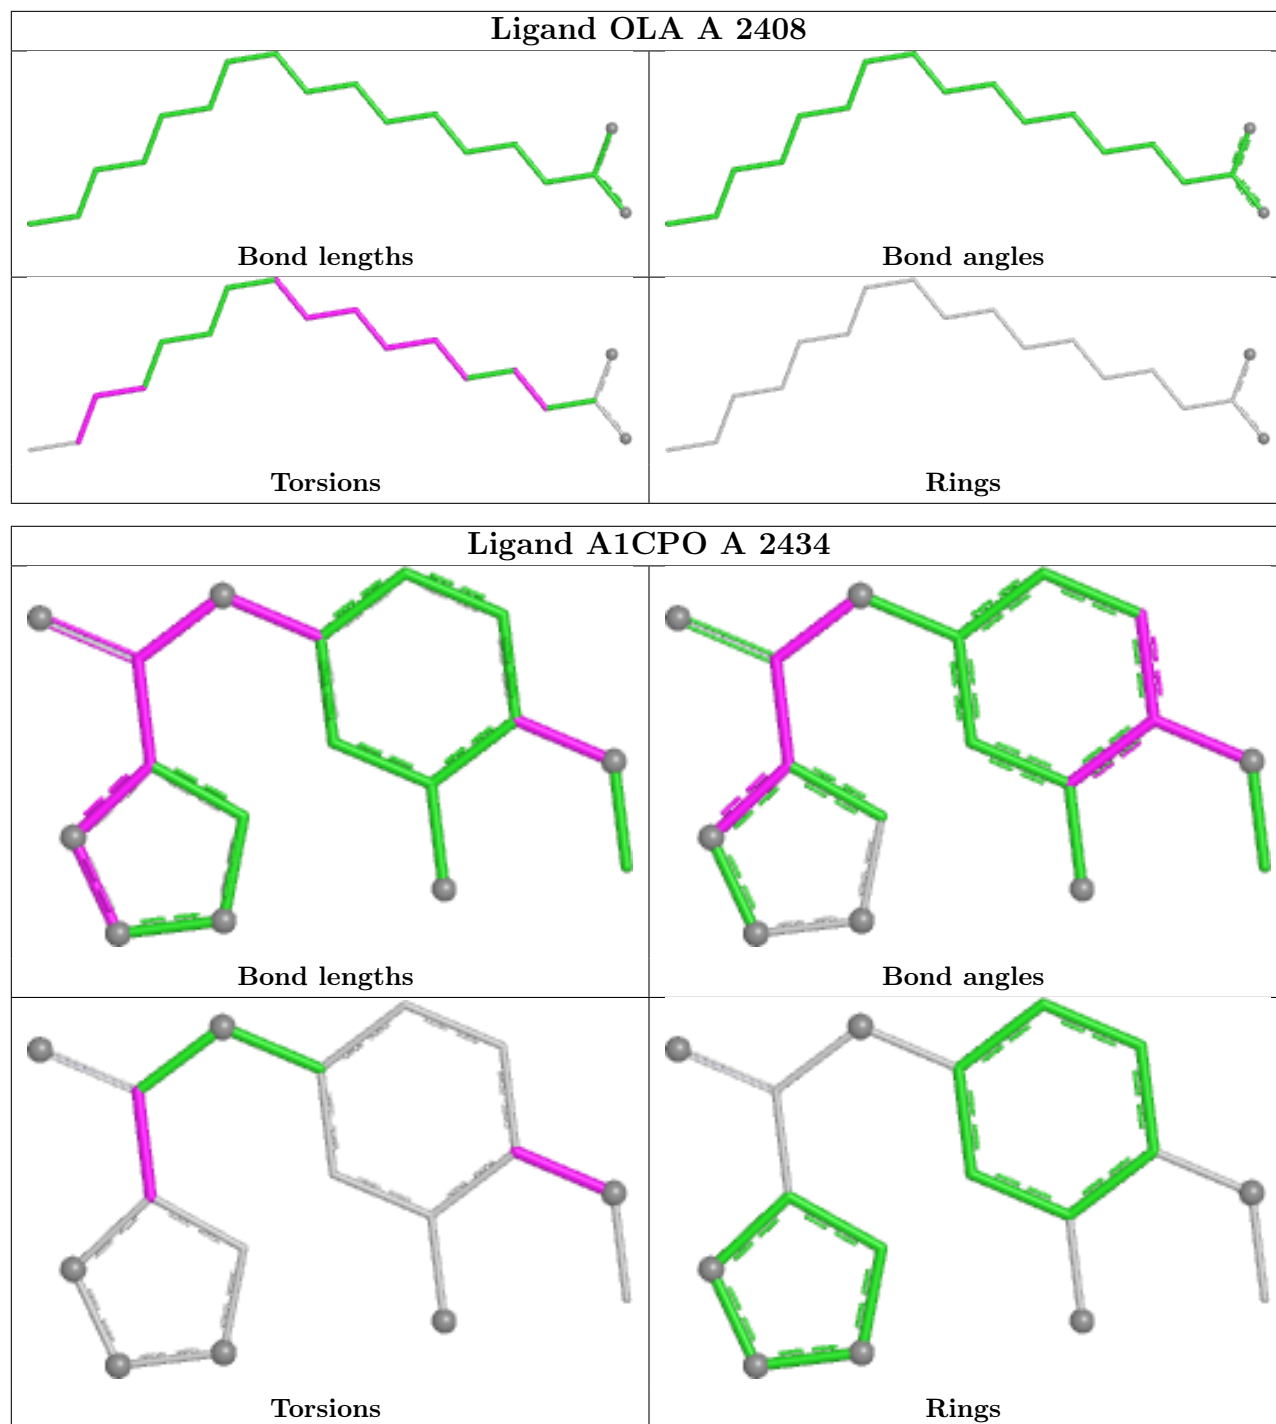 Ligand OLA A 2408
Bond lengths
Bond angles
Torsions
Rings
Ligand A1CPO A 2434
Bond lengths
Bond angles
Torsions
Rings